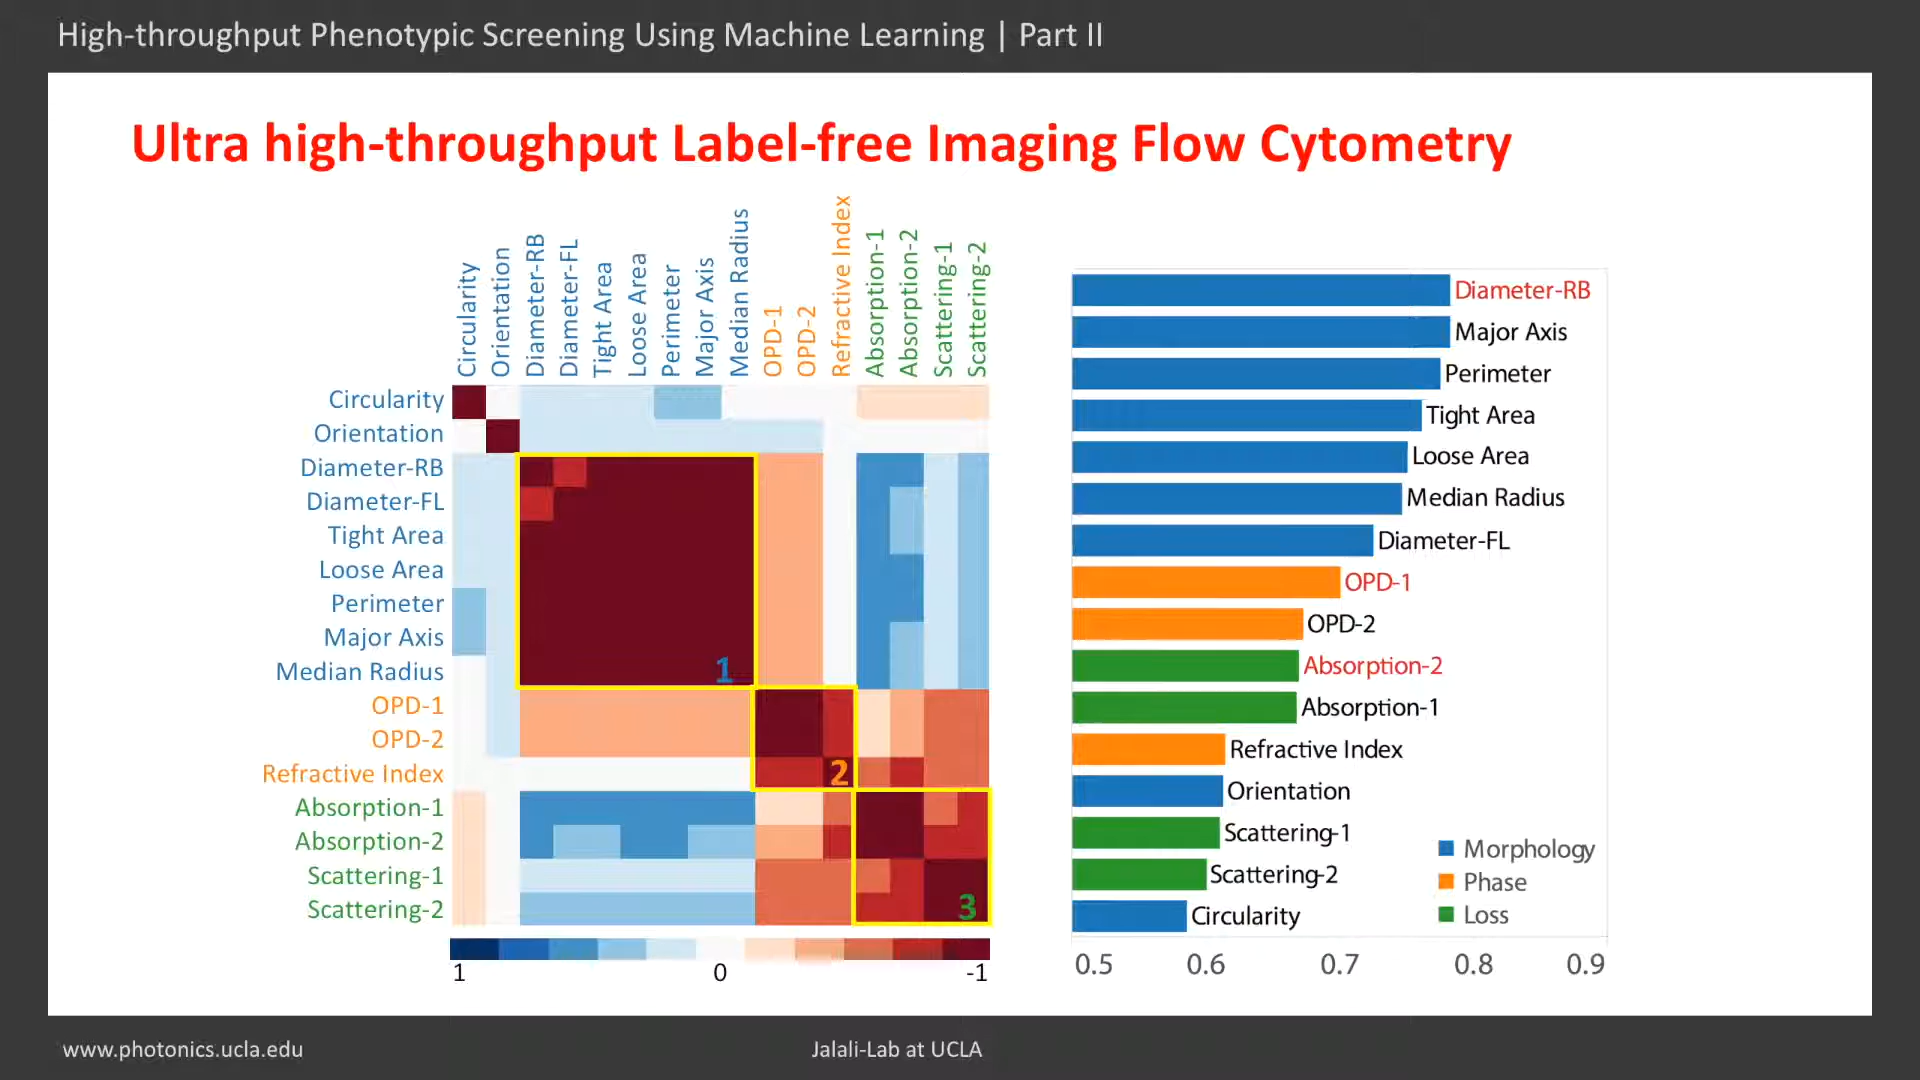 High-throughput Phenotypic Screening Using Machine Learning | Part II
Ultra high-throughput Label-free Imaging Flow Cytometry
Circularity
Orientation
Diameter-RB
Diameter-FL
Tight Area
Loose Area
Perimeter
Major Axis
Median Radius
OPD-1
OPD-2
Refractive Index
Absorption-1
Absorption-2
Scattering-1
Scattering-2
Circularity
Orientation
Diameter-RB
Diameter-FL
Tight Area
Loose Area
Perimeter
Major Axis
Median Radius
OPD-1
OPD-2
Refractive Index
Absorption-1
Absorption-2
Scattering-1
Scattering-2
1
2
3
1 0 -1
Diameter-RB
Major Axis
Perimeter
Tight Area
Loose Area
Median Radius
Diameter-FL
OPD-1
OPD-2
Absorption-2
Absorption-1
Refractive Index
Orientation
Scattering-1
Scattering-2
Circularity
Morphology
Phase
Loss
0.5 0.6 0.7 0.8 0.9
www.photonics.ucla.edu
Jalali-Lab at UCLA